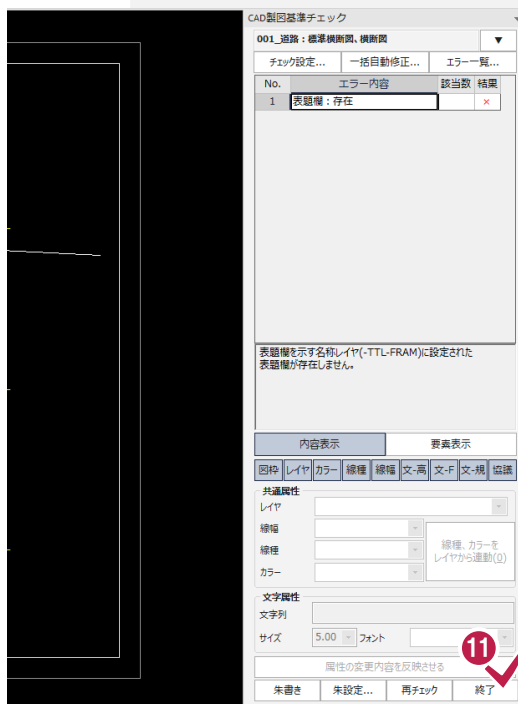 CAD製図基準チェック
001_道路：標準横断図、横断図
チェック設定... 一括自動修正... エラー一覧...
No. エラー内容 該当数 結果
1 表題欄：存在 ×
表題欄を示す名称レイヤ(-TTL-FRAM)に設定された
表題欄が存在しません。
内容表示 要素表示
図枠 レイヤ カラー 線種 線幅 文-高 文-F 文-規 協議
共通属性
レイヤ
線幅
線種
カラー
線種、カラーを
レイヤから連動(O)
文字属性
文字列
サイズ 5.00 フォント
属性の変更内容を反映させる
11
朱書き 朱設定... 再チェック 終了